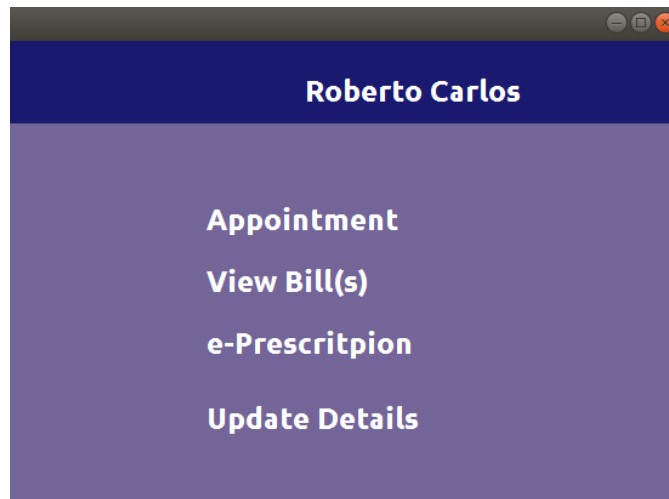 Roberto Carlos
Appointment
View Bill(s)
e-Prescritpion
Update Details